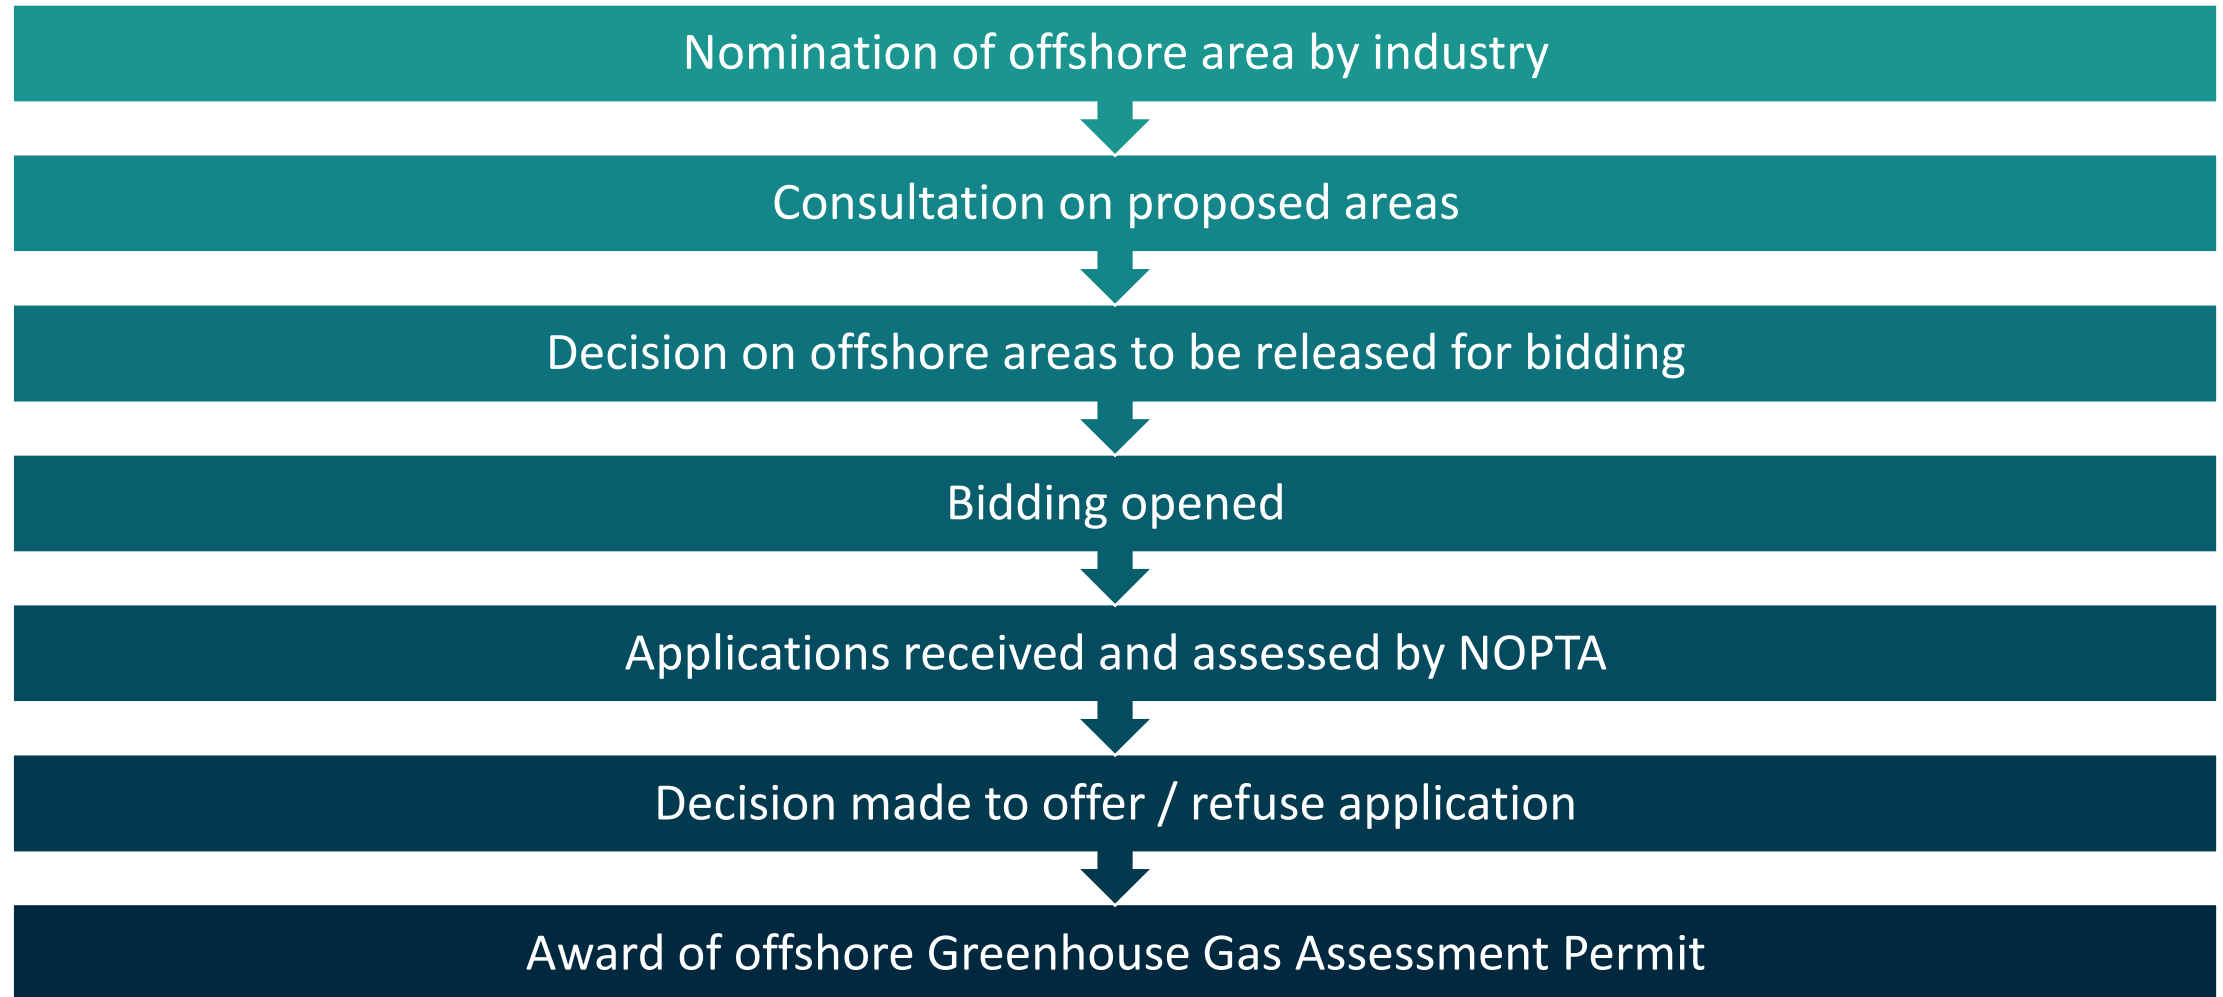 Nomination of offshore area by industry
Consultation on proposed areas
Decision on offshore areas to be released for bidding
Bidding opened
Applications received and assessed by NOPTA
Decision made to offer / refuse application
Award of offshore Greenhouse Gas Assessment Permit